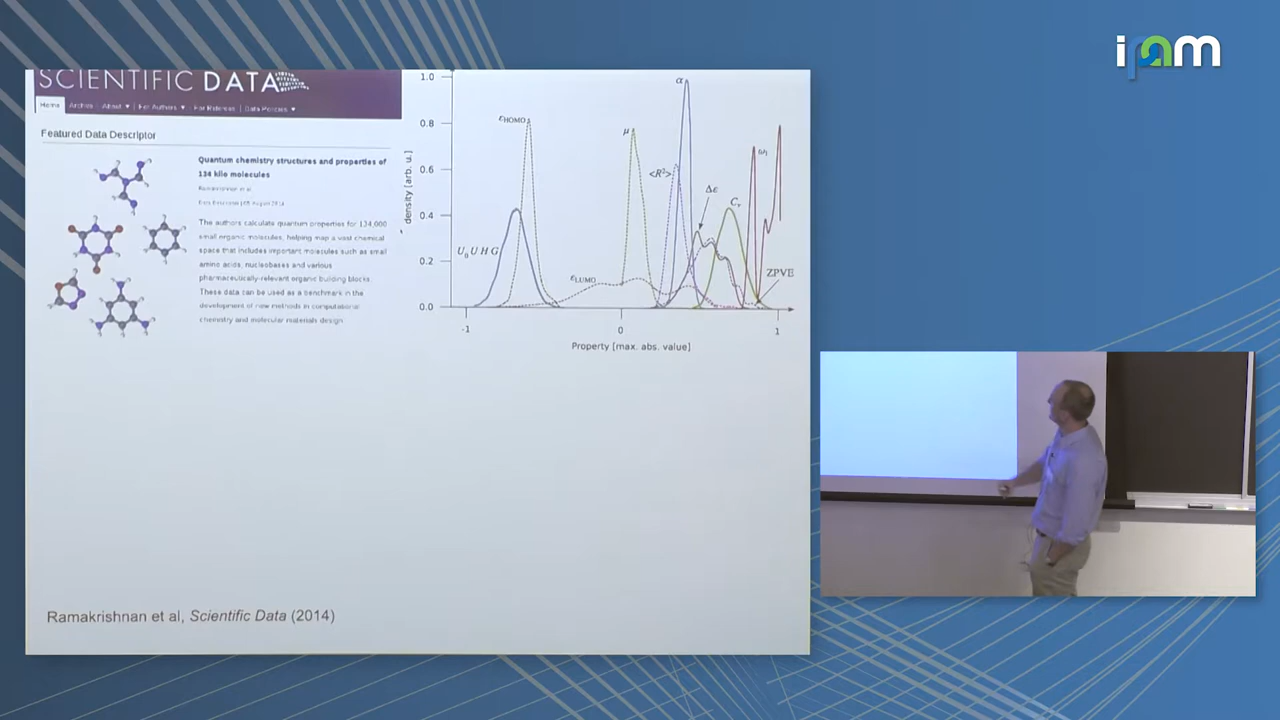 ipam
SCIENTIFIC DATA
Home Archive About ▼ For Authors ▼ For Referees Data Policies ▼
Featured Data Descriptor
Quantum chemistry structures and properties of
134 kilo molecules
Ramakrishnan et al.
The authors calculate quantum properties for 134,000
small organic molecules, helping map a vast chemical
space that includes important molecules such as small
amino acids, nucleobases and various
pharmaceutically-relevant organic building blocks.
These data can be used as a benchmark in the
development of new methods in computational
chemistry and molecular materials design
density [arb. u.]
1.0
0.8
0.6
0.4
0.2
0.0
α
εHOMO
μ
<R²>
ω₁
Δε
Cᵥ
U₀ U H G
εLUMO
ZPVE
-1 0 1
Property [max. abs. value]
Ramakrishnan et al, Scientific Data (2014)